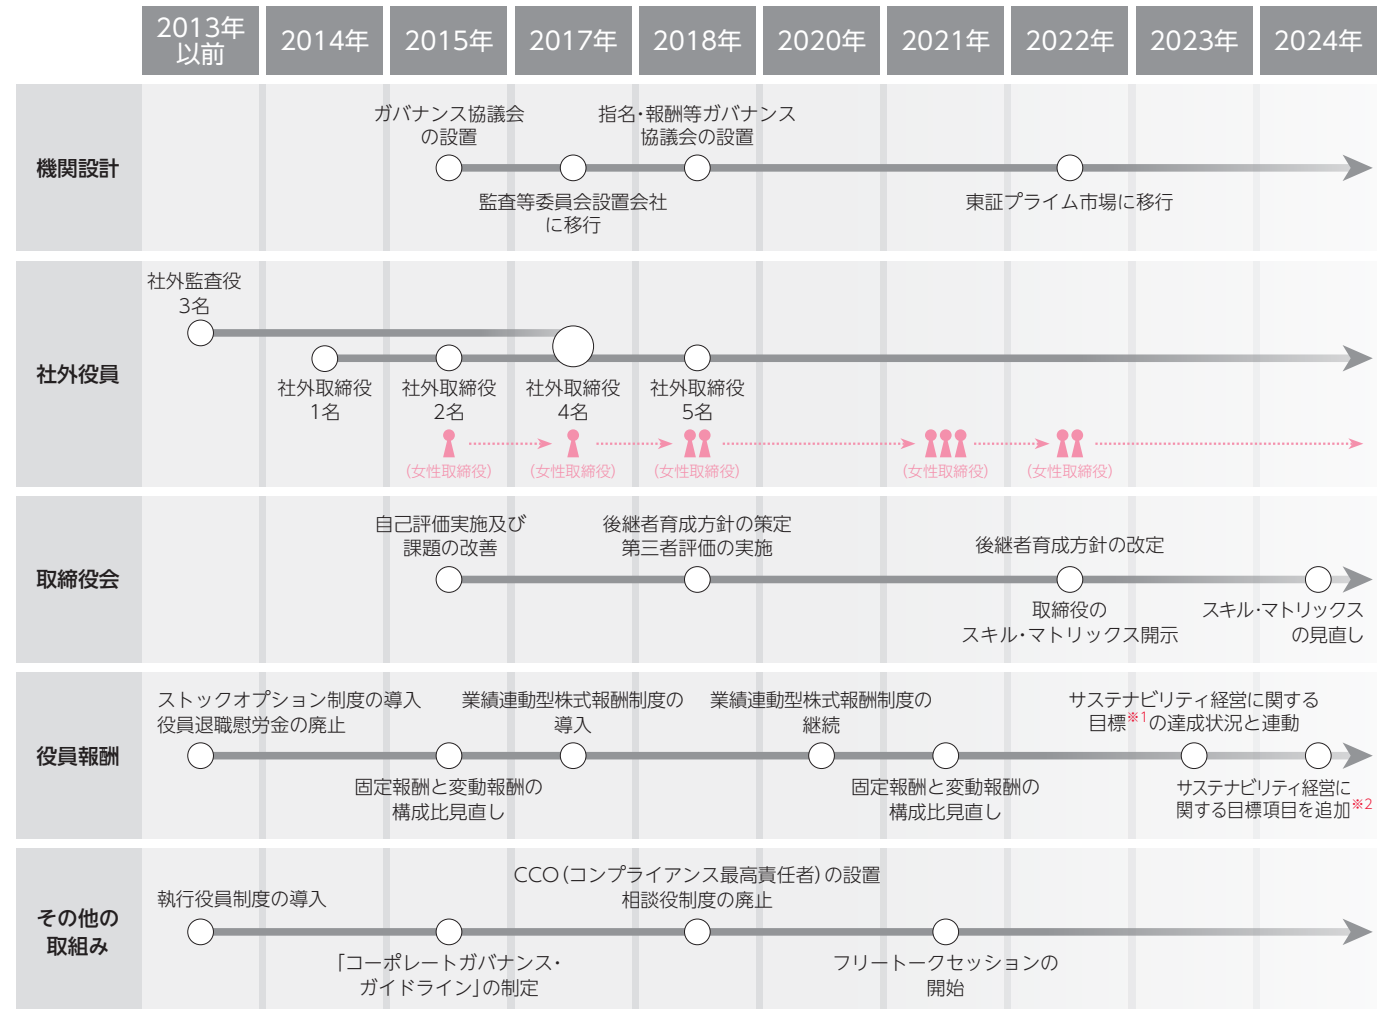 2013年
以前
2014年
2015年
2017年
2018年
2020年
2021年
2022年
2023年
2024年
機関設計
ガバナンス協議会
の設置
監査等委員会設置会社
に移行
指名・報酬等ガバナンス
協議会の設置
東証プライム市場に移行
社外役員
社外監査役
3名
社外取締役
1名
社外取締役
2名
社外取締役
4名
社外取締役
5名
(女性取締役)
(女性取締役)
(女性取締役)
(女性取締役)
(女性取締役)
取締役会
自己評価実施及び
課題の改善
後継者育成方針の策定
第三者評価の実施
後継者育成方針の改定
取締役の
スキル・マトリックス開示
スキル・マトリックス
の見直し
役員報酬
ストックオプション制度の導入
役員退職慰労金の廃止
固定報酬と変動報酬の
構成比見直し
業績連動型株式報酬制度の
導入
業績連動型株式報酬制度の
継続
固定報酬と変動報酬の
構成比見直し
サステナビリティ経営に関する
目標※1の達成状況と連動
サステナビリティ経営に
関する目標項目を追加※2
その他の
取組み
執行役員制度の導入
「コーポレートガバナンス・
ガイドライン」の制定
CCO(コンプライアンス最高責任者)の設置
相談役制度の廃止
フリートークセッションの
開始